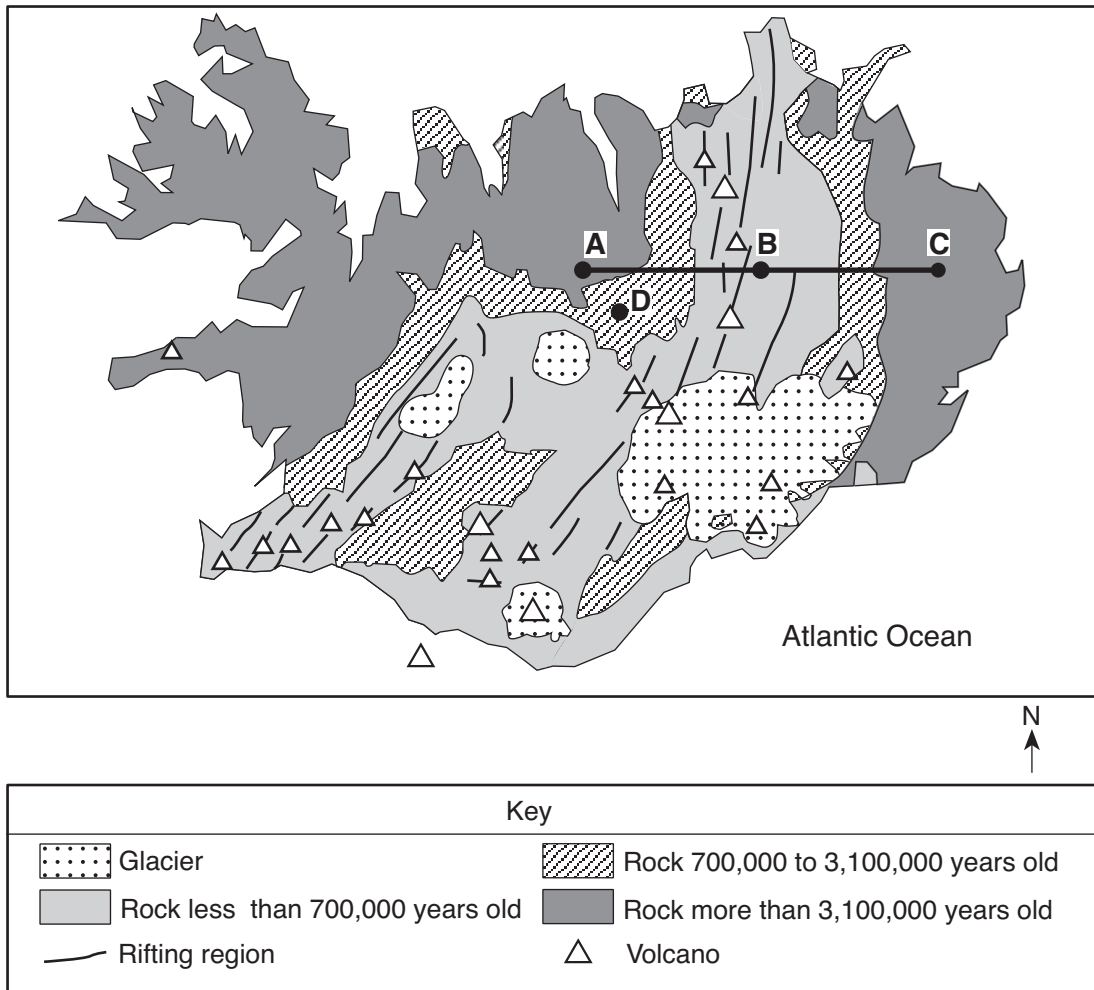 A
B
C
D
Atlantic Ocean
N
Key
Glacier
Rock 700,000 to 3,100,000 years old
Rock less than 700,000 years old
Rock more than 3,100,000 years old
Rifting region
Volcano